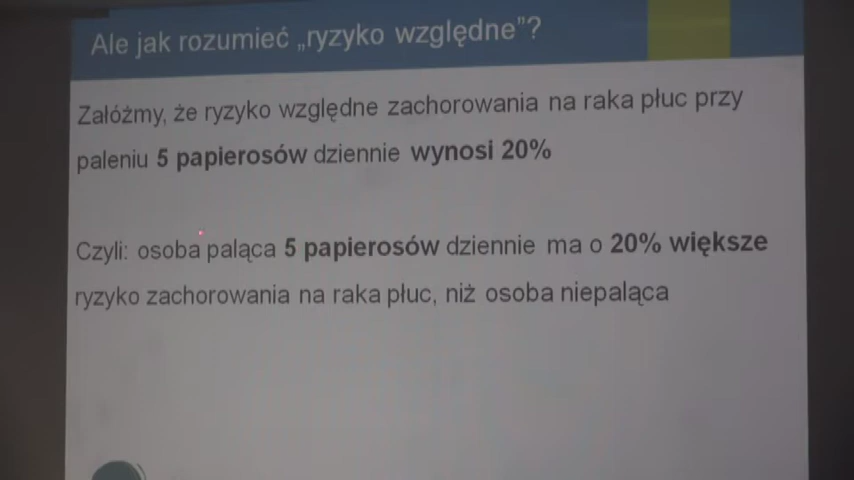 Ale jak rozumieć „ryzyko względne”?
Załóżmy, że ryzyko względne zachorowania na raka płuc przy
paleniu 5 papierosów dziennie wynosi 20%
Czyli: osoba paląca 5 papierosów dziennie ma o 20% większe
ryzyko zachorowania na raka płuc, niż osoba niepaląca